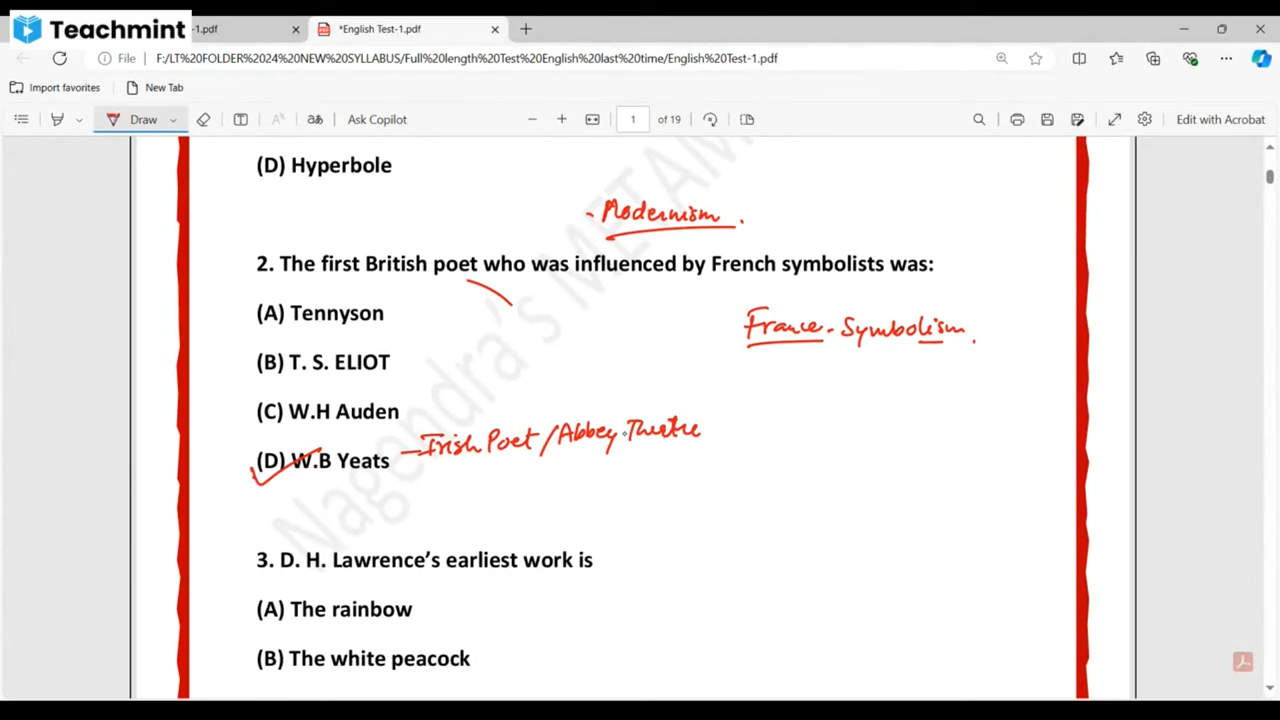 Teachmint
-1.pdf
*English Test-1.pdf
File
F:/LT%20FOLDER%202024%20NEW%20SYLLABUS/Full%20length%20Test%20English%20last%20time/English%20Test-1.pdf
Import favorites
New Tab
Draw
Ask Copilot
1 of 19
Edit with Acrobat
(D) Hyperbole
- Modernism.
2. The first British poet who was influenced by French symbolists was:
(A) Tennyson
France - Symbolism.
(B) T. S. ELIOT
(C) W.H Auden
(D) W.B Yeats
- Irish Poet / Abbey Theatre
3. D. H. Lawrence’s earliest work is
(A) The rainbow
(B) The white peacock
Nagendra's META